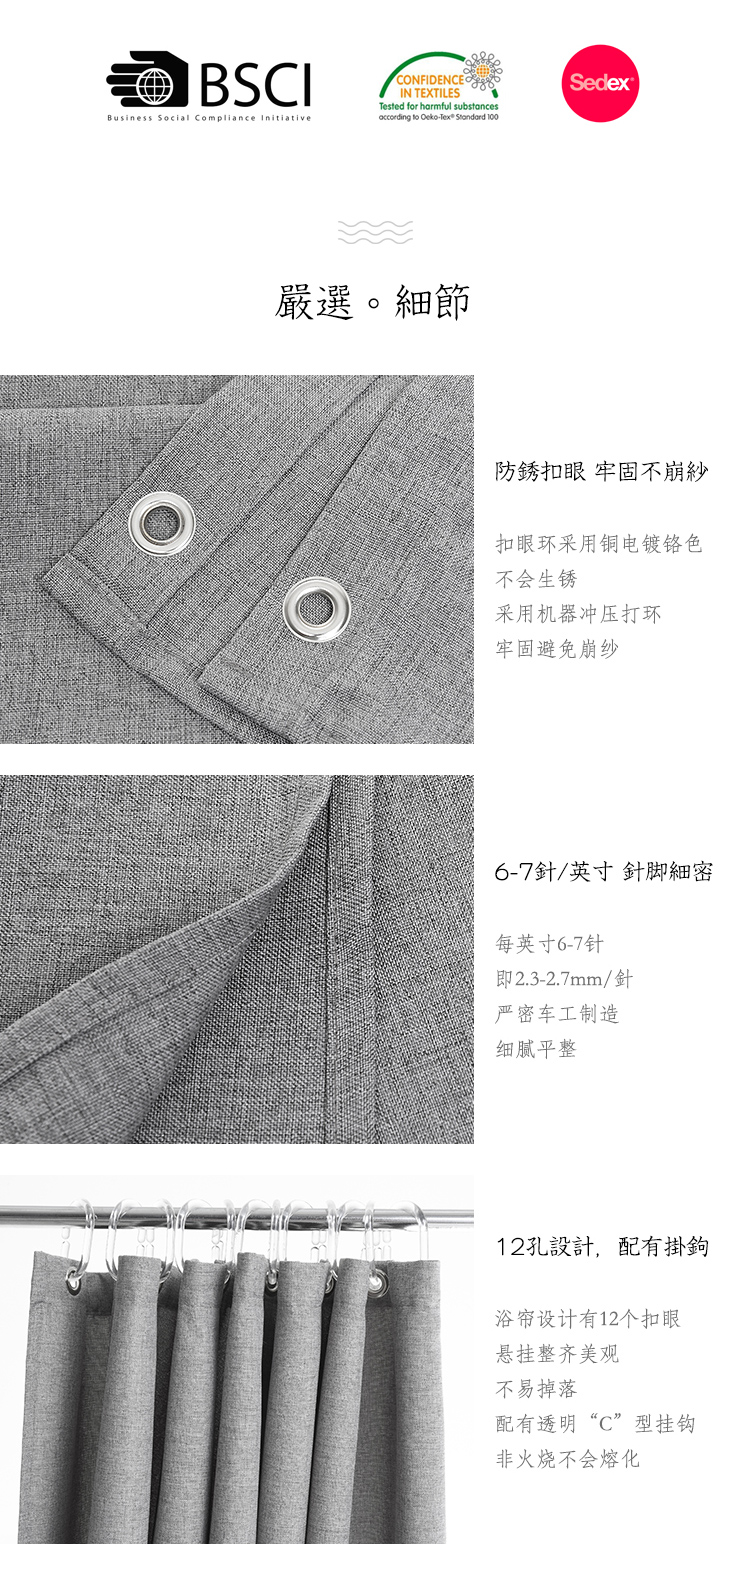 BSCI
Business Social Compliance Initiative
CONFIDENCE
IN TEXTILES
Tested for harmful substances
according to Oeko-Tex® Standard 100
Sedex®
嚴選。細節
防銹扣眼 牢固不崩紗
扣眼环采用铜电镀铬色
不会生锈
采用机器冲压打环
牢固避免崩纱
6-7針/英寸 針脚細密
每英寸6-7针
即2.3-2.7mm/針
严密车工制造
细腻平整
12孔設計，配有掛鉤
浴帘设计有12个扣眼
悬挂整齐美观
不易掉落
配有透明“C”型挂钩
非火烧不会熔化